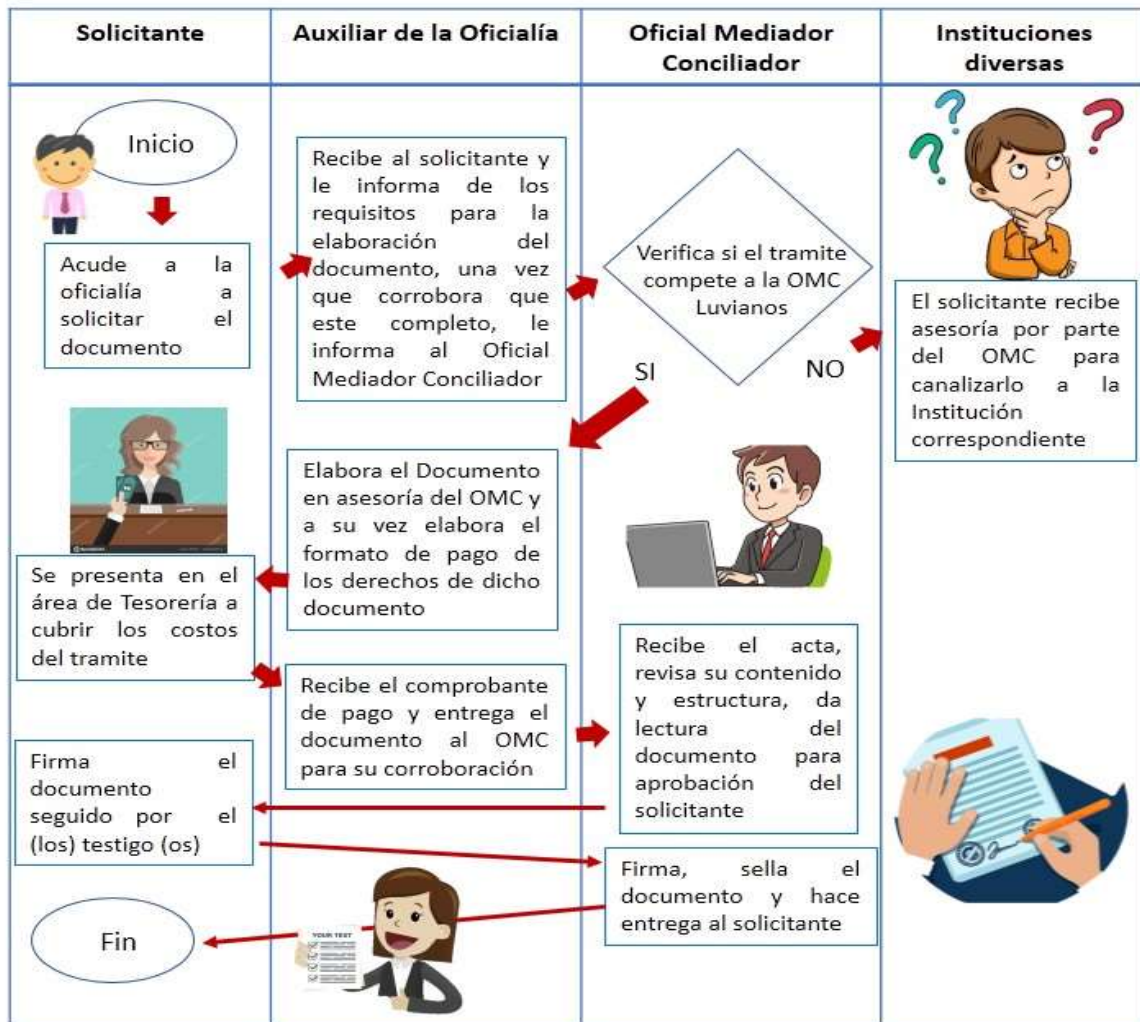 Solicitante
Auxiliar de la Oficialía
Oficial Mediador
Conciliador
Instituciones
diversas
Inicio
Acude a la
oficialía a
solicitar el
documento
Recibe al solicitante y
le informa de los
requisitos para la
elaboración del
documento, una vez
que corrobora que
este completo, le
informa al Oficial
Mediador Conciliador
Verifica si el tramite
compete a la OMC
Luvianos
SI
NO
El solicitante recibe
asesoría por parte
del OMC para
canalizarlo a la
Institución
correspondiente
Elabora el Documento
en asesoría del OMC y
a su vez elabora el
formato de pago de
los derechos de dicho
documento
Se presenta en el
área de Tesorería a
cubrir los costos
del tramite
Recibe el comprobante
de pago y entrega el
documento al OMC
para su corroboración
Recibe el acta,
revisa su contenido
y estructura, da
lectura del
documento para
aprobación del
solicitante
Firma el
documento
seguido por el
(los) testigo (os)
Firma, sella el
documento y hace
entrega al solicitante
Fin
YOUR TEXT